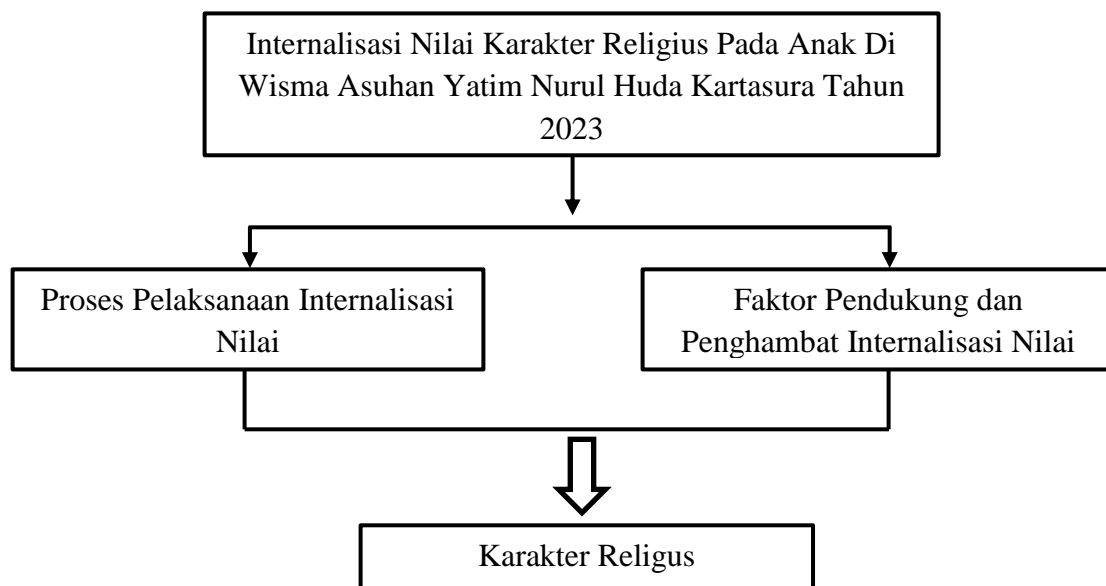 Internalisasi Nilai Karakter Religius Pada Anak Di
Wisma Asuhan Yatim Nurul Huda Kartasura Tahun
2023
Proses Pelaksanaan Internalisasi
Nilai
Faktor Pendukung dan
Penghambat Internalisasi Nilai
Karakter Religus